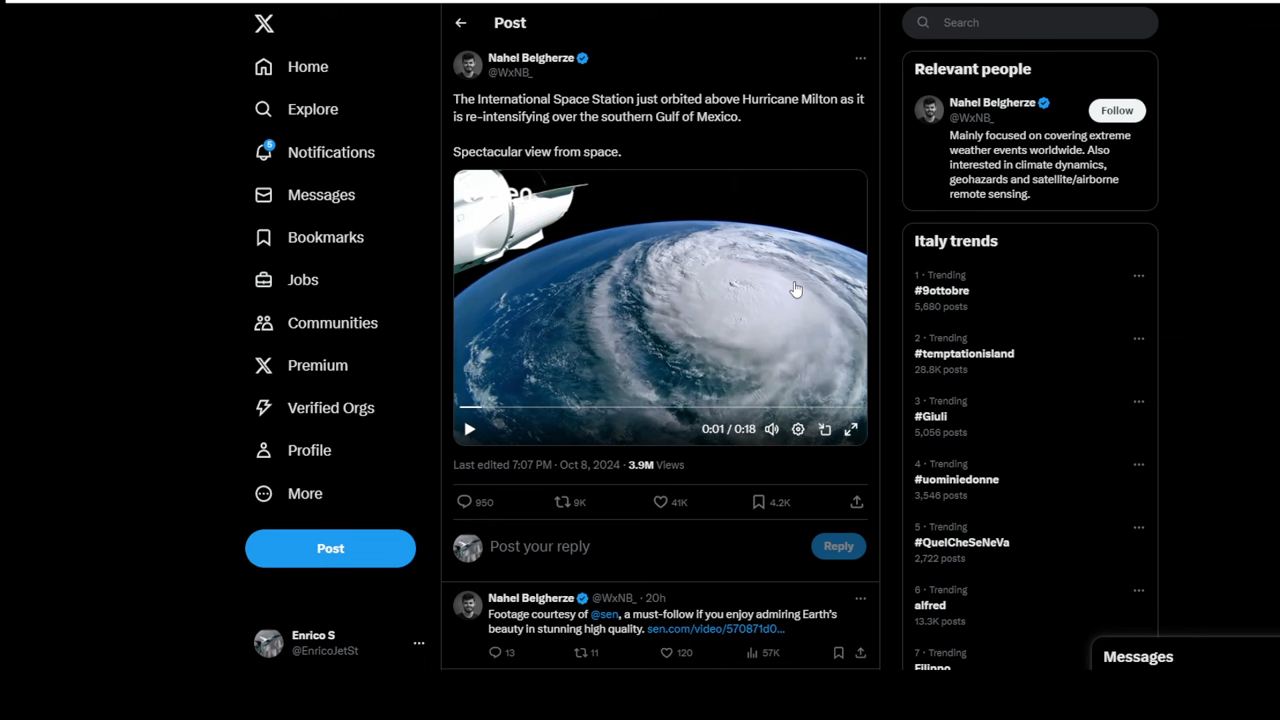 Home
Explore
5
Notifications
Messages
Bookmarks
Jobs
Communities
Premium
Verified Orgs
Profile
More
Post
Enrico S
@EnricoJetSt
Post
Nahel Belgherze
@WxNB_
The International Space Station just orbited above Hurricane Milton as it
is re-intensifying over the southern Gulf of Mexico.
Spectacular view from space.
0:01 / 0:18
Last edited 7:07 PM · Oct 8, 2024 · 3.9M Views
950 9K 41K 4.2K
Post your reply
Reply
Nahel Belgherze @WxNB_ · 20h
Footage courtesy of @sen, a must-follow if you enjoy admiring Earth's
beauty in stunning high quality. sen.com/video/570871d0...
13 11 120 57K
Search
Relevant people
Nahel Belgherze
@WxNB_
Follow
Mainly focused on covering extreme
weather events worldwide. Also
interested in climate dynamics,
geohazards and satellite/airborne
remote sensing.
Italy trends
1 · Trending
#9ottobre
5,680 posts
2 · Trending
#temptationisland
28.8K posts
3 · Trending
#Giuli
5,056 posts
4 · Trending
#uominiedonne
3,546 posts
5 · Trending
#QuelCheSeNeVa
2,722 posts
6 · Trending
alfred
13.3K posts
7 · Trending
Filippo
Messages